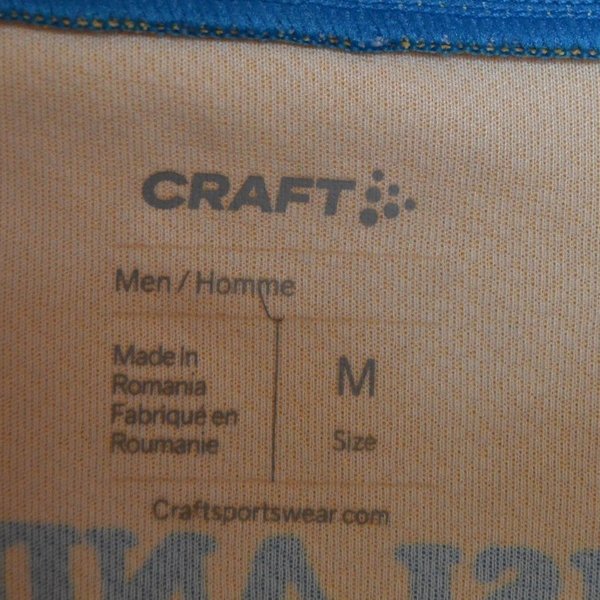 CRAFT
Men / Homme
Made in
Romania
Fabriqué en
Roumanie
M
Size
Craftsportswear.com